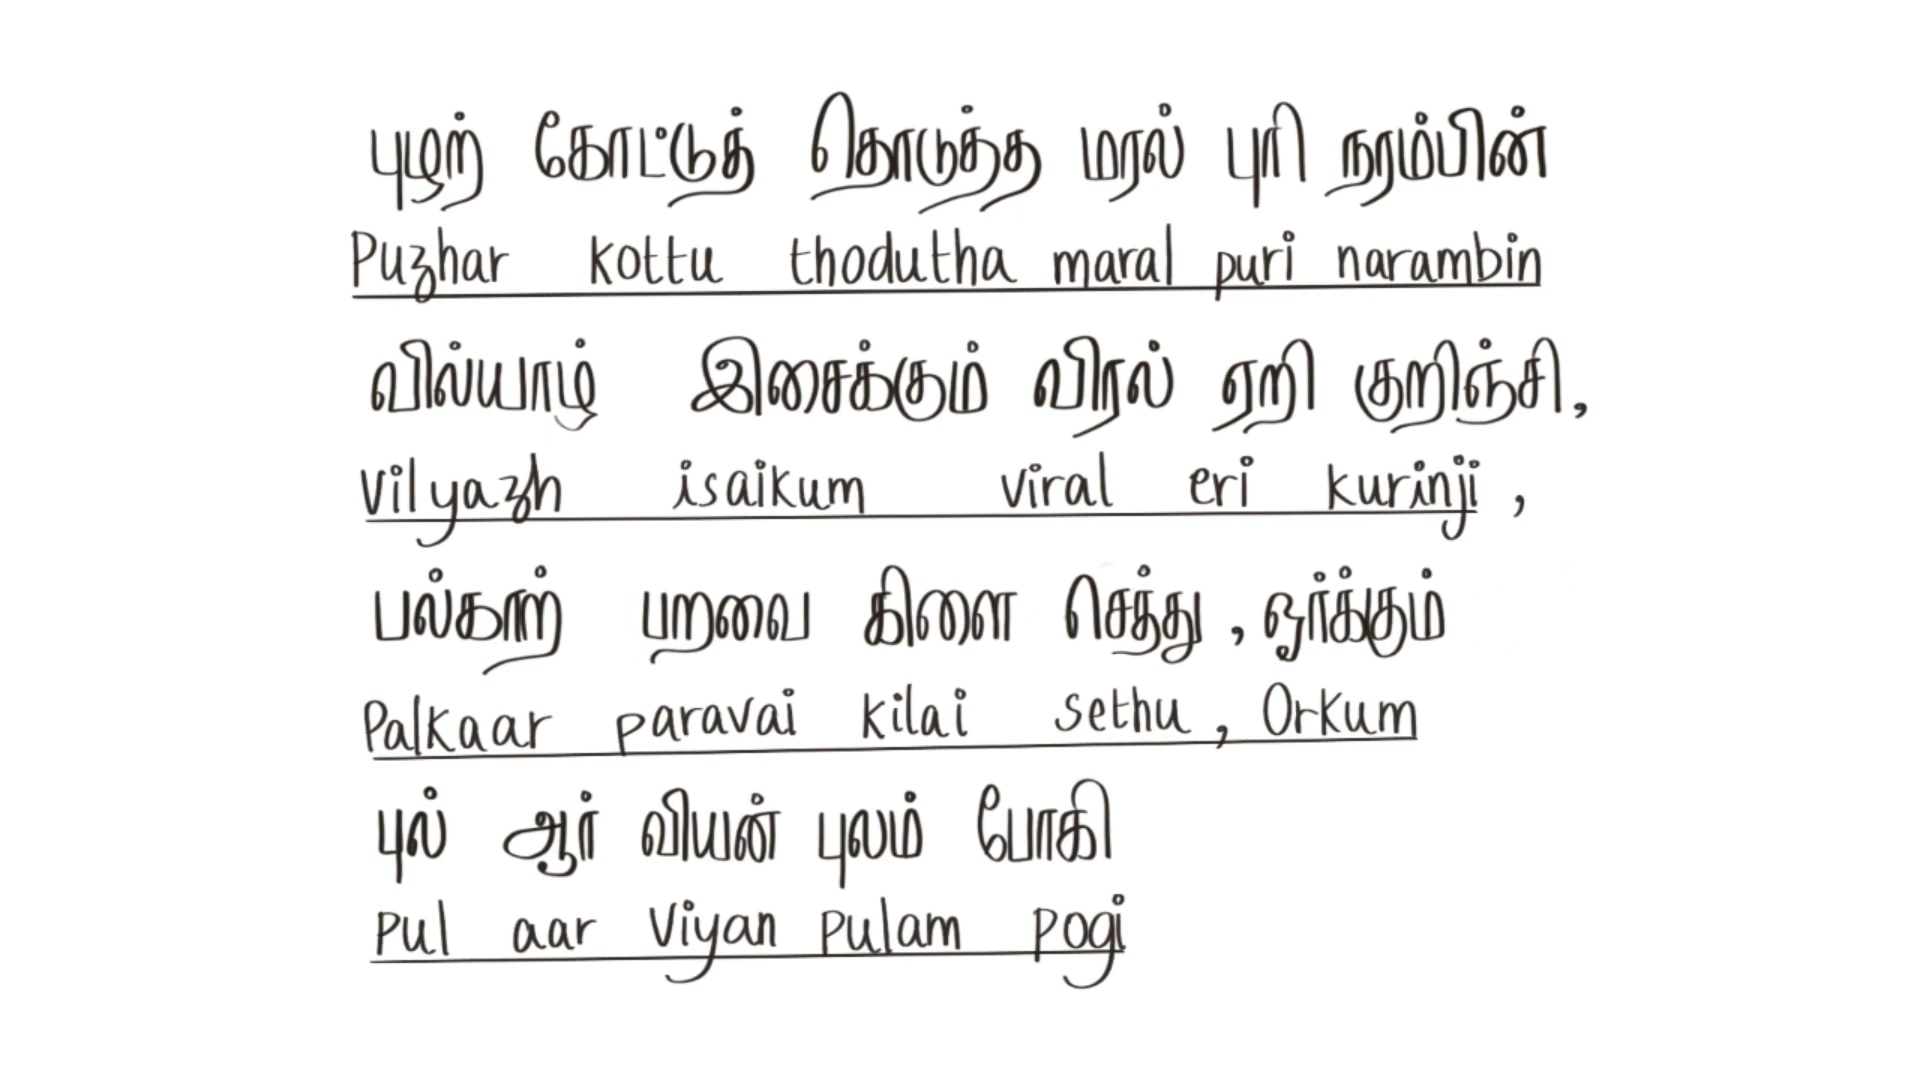 புழற் கோட்டுத் தொடுத்த மரல் புரி நரம்பின்
Puzhar kottu thodutha maral puri narambin
வில்யாழ் இசைக்கும் விரல் ஏறி குறிஞ்சி,
Vilyazh isaikum viral eri kurinji,
பல்காற் பறவை கிளை செத்து, ஓர்க்கும்
Palkaar paravai kilai sethu, Orkum
புல் ஆர் வியன் புலம் போகி
Pul aar Viyan Pulam Pogi